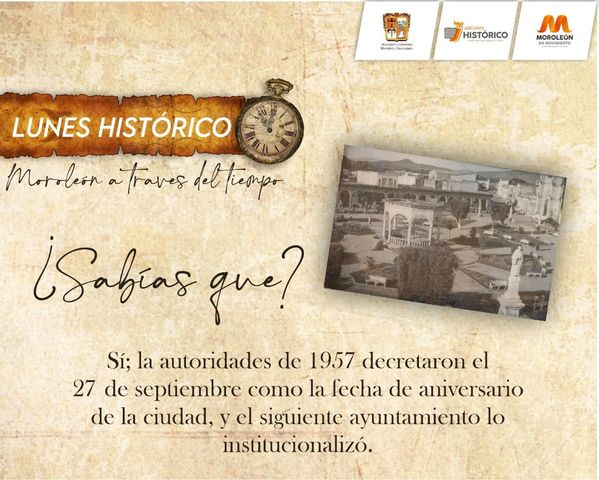 ARCHIVO
HISTÓRICO
MOROLEÓN
EN MOVIMIENTO
LUNES HISTÓRICO
Moroleón a traves del tiempo
¿Sabías que?
Sí; la autoridades de 1957 decretaron el
27 de septiembre como la fecha de aniversario
de la ciudad, y el siguiente ayuntamiento lo
institucionalizó.